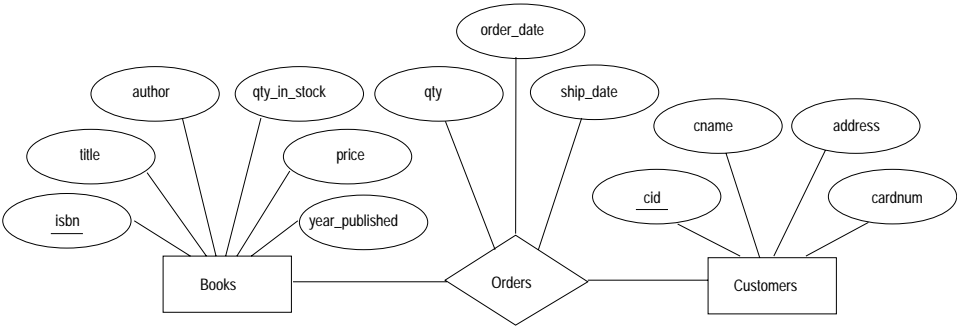 order_date
author
qty_in_stock
qty
ship_date
cname
address
title
price
cid
cardnum
isbn
year_published
Books
Orders
Customers